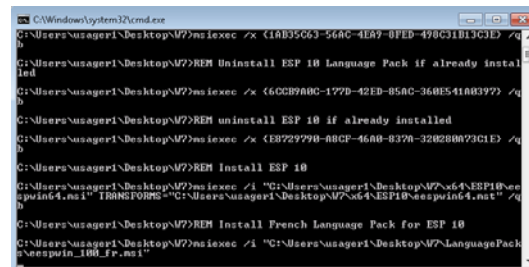 C:\Windows\system32\cmd.exe
C:\Users\usager1\Desktop\W7>msiexec /x {1AB35C63-56AC-4EA9-8FED-498C31B13C3E} /q
b
C:\Users\usager1\Desktop\W7>REM Uninstall ESP 10 Language Pack if already instal
led
C:\Users\usager1\Desktop\W7>msiexec /x {6CCB9A0C-177D-42ED-85AC-360E541A0397} /q
b
C:\Users\usager1\Desktop\W7>REM uninstall ESP 10 if already installed
C:\Users\usager1\Desktop\W7>msiexec /x {E8729790-A8CF-46A0-837A-320280A73C1E} /q
b
C:\Users\usager1\Desktop\W7>REM Install ESP 10
C:\Users\usager1\Desktop\W7>msiexec /i "C:\Users\usager1\Desktop\W7\x64\ESP10\ee
spwin64.msi" TRANSFORMS="C:\Users\usager1\Desktop\W7\x64\ESP10\eespwin64.mst" /q
b
C:\Users\usager1\Desktop\W7>REM Install French Language Pack for ESP 10
C:\Users\usager1\Desktop\W7>msiexec /i "C:\Users\usager1\Desktop\W7\LanguagePack
s\eespwin_100_fr.msi"